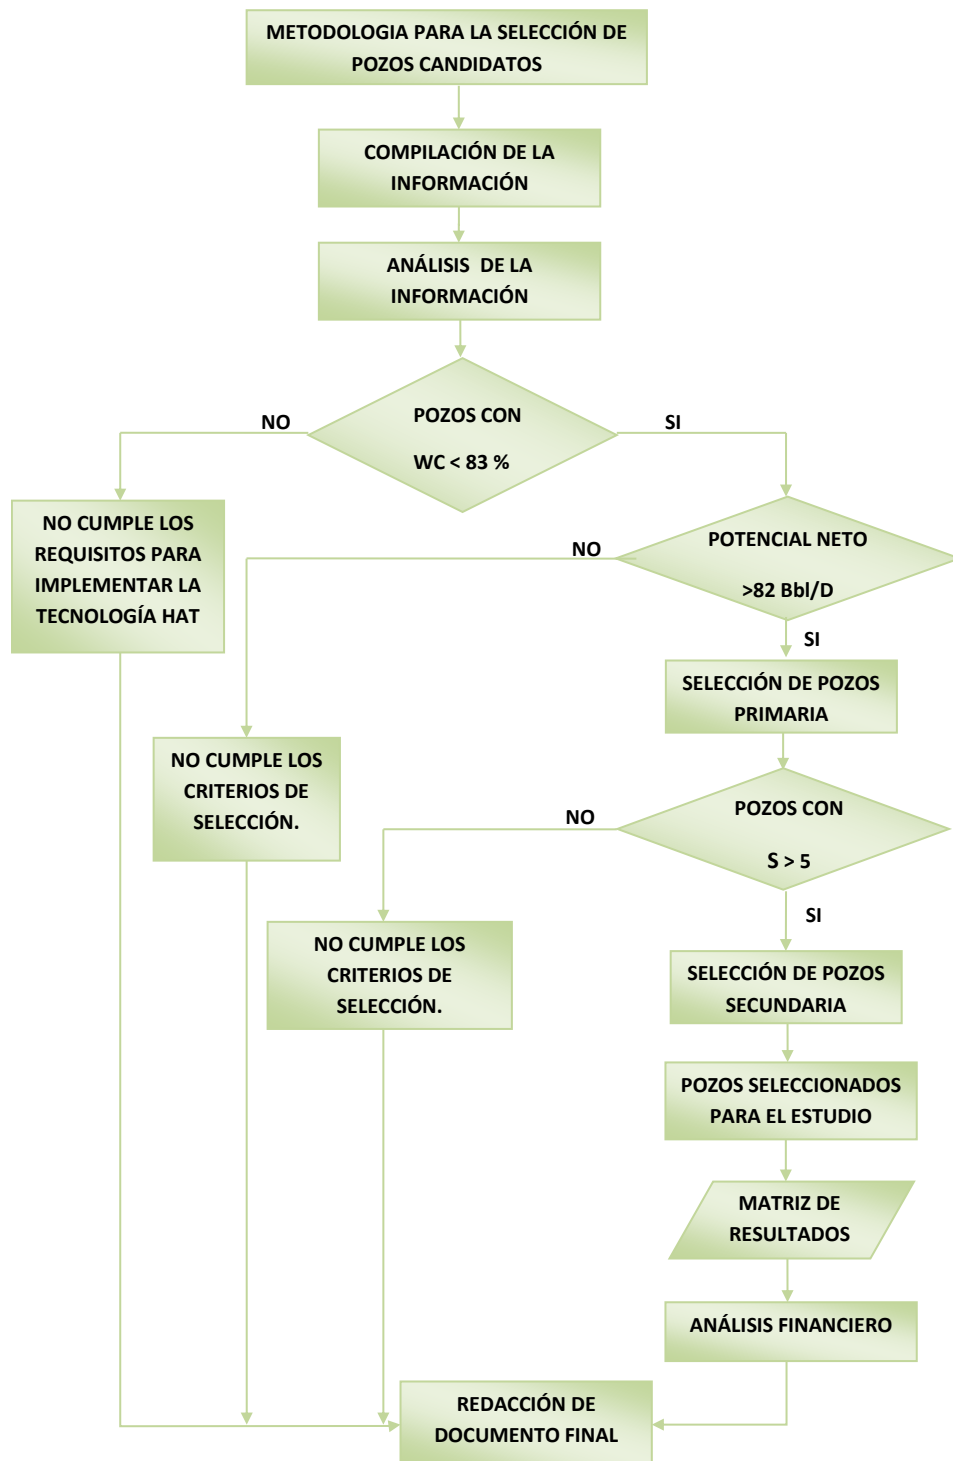 METODOLOGIA PARA LA SELECCIÓN DE
POZOS CANDIDATOS
COMPILACIÓN DE LA
INFORMACIÓN
ANÁLISIS DE LA
INFORMACIÓN
POZOS CON
WC < 83 %
NO
SI
NO CUMPLE LOS
REQUISITOS PARA
IMPLEMENTAR LA
TECNOLOGÍA HAT
POTENCIAL NETO
>82 Bbl/D
NO
SI
SELECCIÓN DE POZOS
PRIMARIA
NO CUMPLE LOS
CRITERIOS DE
SELECCIÓN.
POZOS CON
S > 5
NO
SI
NO CUMPLE LOS
CRITERIOS DE
SELECCIÓN.
SELECCIÓN DE POZOS
SECUNDARIA
POZOS SELECCIONADOS
PARA EL ESTUDIO
MATRIZ DE
RESULTADOS
ANÁLISIS FINANCIERO
REDACCIÓN DE
DOCUMENTO FINAL